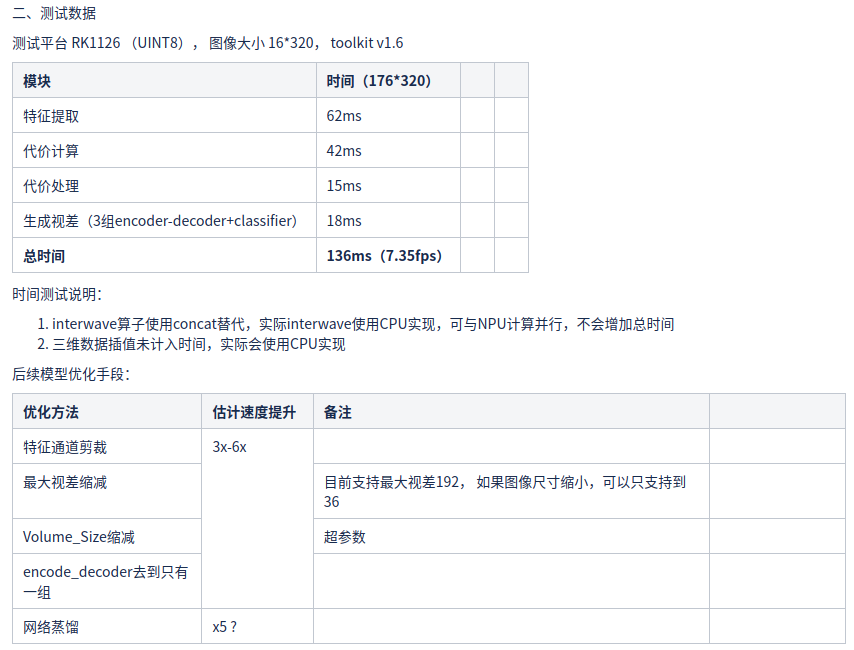 二、测试数据
测试平台 RK1126 （UINT8）， 图像大小 16*320， toolkit v1.6
模块 时间（176*320）
特征提取 62ms
代价计算 42ms
代价处理 15ms
生成视差（3组encoder-decoder+classifier） 18ms
总时间 136ms（7.35fps）
时间测试说明：
1. interwave算子使用concat替代，实际interwave使用CPU实现，可与NPU计算并行，不会增加总时间
2. 三维数据插值未计入时间，实际会使用CPU实现
后续模型优化手段：
优化方法 估计速度提升 备注
特征通道剪裁 3x-6x
最大视差缩减 目前支持最大视差192， 如果图像尺寸缩小，可以只支持到
36
Volume_Size缩减 超参数
encode_decoder去到只有
一组
网络蒸馏 x5 ?